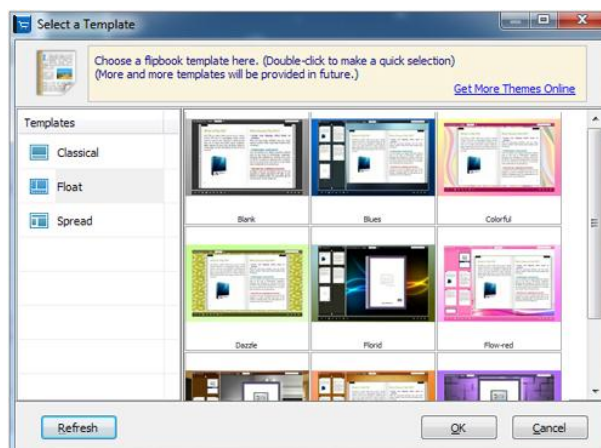 Select a Template
Choose a flipbook template here. (Double-click to make a quick selection)
(More and more templates will be provided in future.)
Get More Themes Online
Templates
Classical
Float
Spread
Blank
Blues
Colorful
Dazzle
Florid
Flow-red
Refresh
OK
Cancel